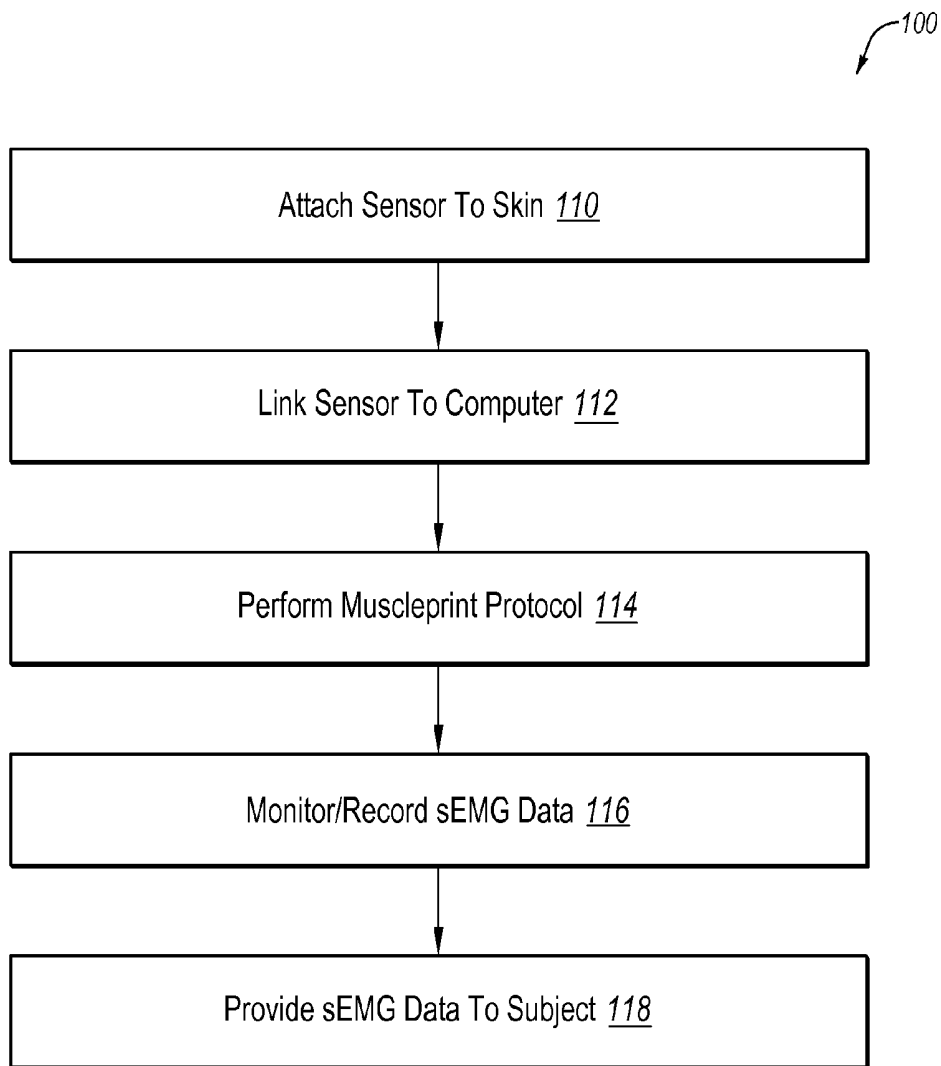 100
Attach Sensor To Skin 110
Link Sensor To Computer 112
Perform Muscleprint Protocol 114
Monitor/Record sEMG Data 116
Provide sEMG Data To Subject 118